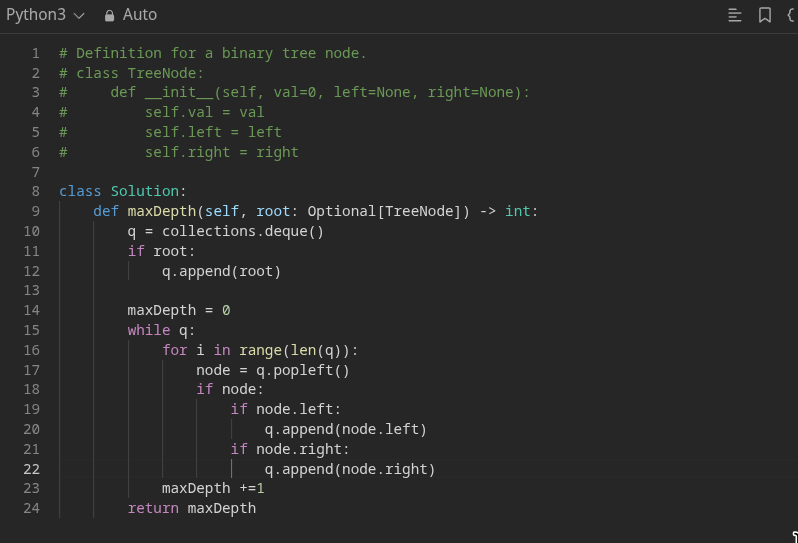 Python3 Auto {
1 # Definition for a binary tree node.
2 # class TreeNode:
3 #     def __init__(self, val=0, left=None, right=None):
4 #         self.val = val
5 #         self.left = left
6 #         self.right = right
7
8 class Solution:
9     def maxDepth(self, root: Optional[TreeNode]) -> int:
10         q = collections.deque()
11         if root:
12             q.append(root)
13
14         maxDepth = 0
15         while q:
16             for i in range(len(q)):
17                 node = q.popleft()
18                 if node:
19                     if node.left:
20                         q.append(node.left)
21                     if node.right:
22                         q.append(node.right)
23             maxDepth +=1
24         return maxDepth